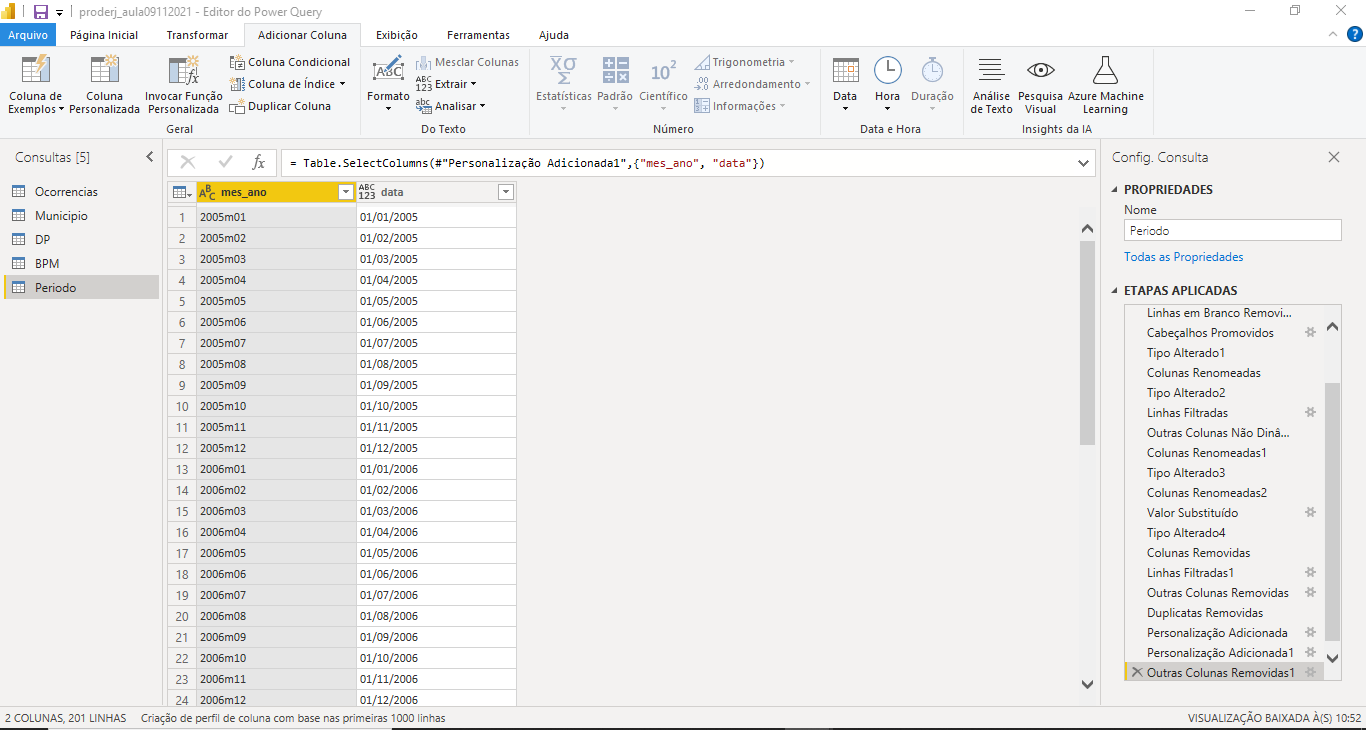 proderj_aula09112021 - Editor do Power Query
Arquivo Página Inicial Transformar Adicionar Coluna Exibição Ferramentas Ajuda
Coluna de Exemplos
Coluna Personalizada
Invocar Função Personalizada
Coluna Condicional
Coluna de Índice
Duplicar Coluna
Geral
Formato
Mesclar Colunas
Extrair
Analisar
Do Texto
Estatísticas
Padrão
Científico
Trigonometria
Arredondamento
Informações
Número
Data
Hora
Duração
Data e Hora
Análise de Texto
Pesquisa Visual
Azure Machine Learning
Insights da IA
Consultas [5]
Ocorrencias
Municipio
DP
BPM
Periodo
= Table.SelectColumns(#"Personalização Adicionada1",{"mes_ano", "data"})
mes_ano data
1 2005m01 01/01/2005
2 2005m02 01/02/2005
3 2005m03 01/03/2005
4 2005m04 01/04/2005
5 2005m05 01/05/2005
6 2005m06 01/06/2005
7 2005m07 01/07/2005
8 2005m08 01/08/2005
9 2005m09 01/09/2005
10 2005m10 01/10/2005
11 2005m11 01/11/2005
12 2005m12 01/12/2005
13 2006m01 01/01/2006
14 2006m02 01/02/2006
15 2006m03 01/03/2006
16 2006m04 01/04/2006
17 2006m05 01/05/2006
18 2006m06 01/06/2006
19 2006m07 01/07/2006
20 2006m08 01/08/2006
21 2006m09 01/09/2006
22 2006m10 01/10/2006
23 2006m11 01/11/2006
24 2006m12 01/12/2006
Config. Consulta
PROPRIEDADES
Nome
Periodo
Todas as Propriedades
ETAPAS APLICADAS
Linhas em Branco Removi...
Cabeçalhos Promovidos
Tipo Alterado1
Colunas Renomeadas
Tipo Alterado2
Linhas Filtradas
Outras Colunas Não Dinâ...
Colunas Renomeadas1
Tipo Alterado3
Colunas Renomeadas2
Valor Substituído
Tipo Alterado4
Colunas Removidas
Linhas Filtradas1
Outras Colunas Removidas
Duplicatas Removidas
Personalização Adicionada
Personalização Adicionada1
Outras Colunas Removidas1
2 COLUNAS, 201 LINHAS Criação de perfil de coluna com base nas primeiras 1000 linhas
VISUALIZAÇÃO BAIXADA À(S) 10:52